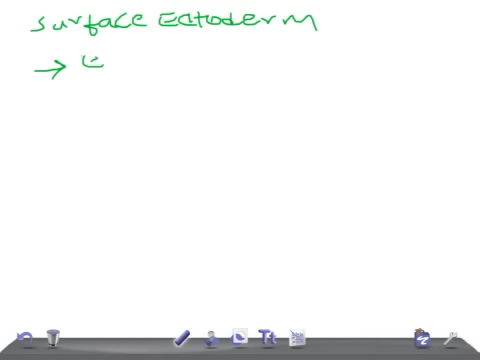 Surface Ectoderm
→